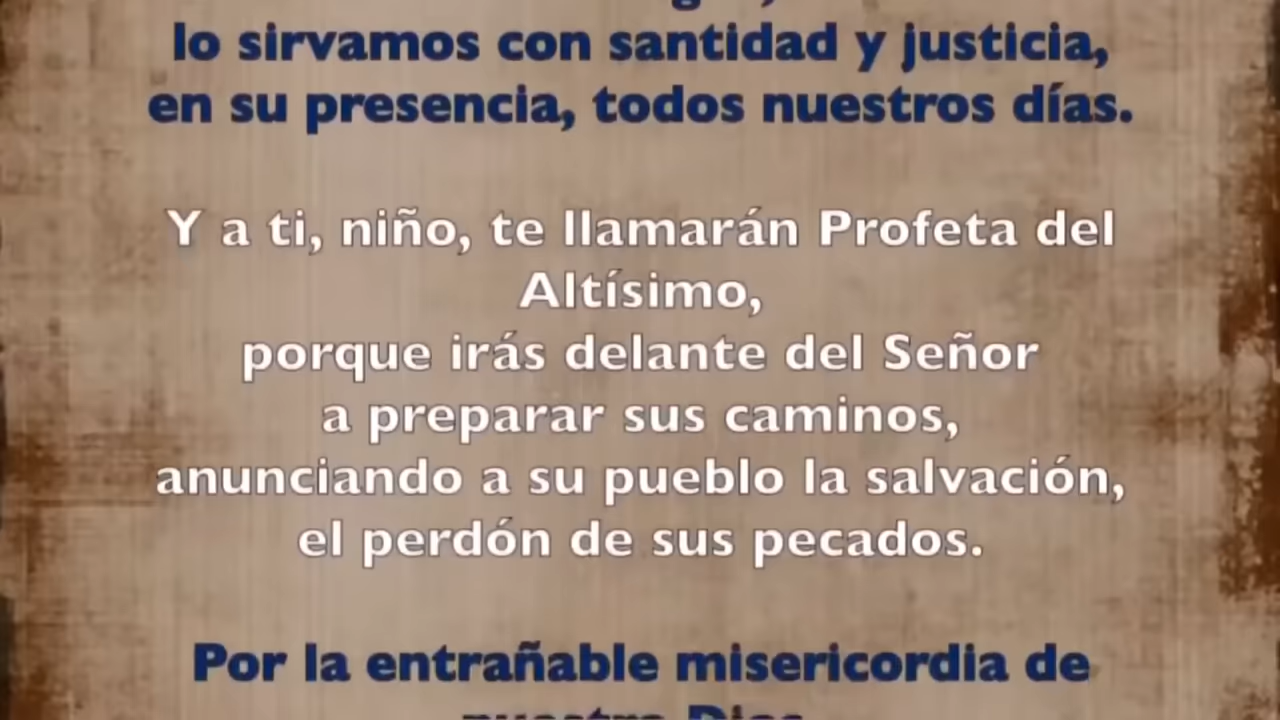 lo sirvamos con santidad y justicia,
en su presencia, todos nuestros días.
Y a ti, niño, te llamarán Profeta del
Altísimo,
porque irás delante del Señor
a preparar sus caminos,
anunciando a su pueblo la salvación,
el perdón de sus pecados.
Por la entrañable misericordia de
nuestro Dios